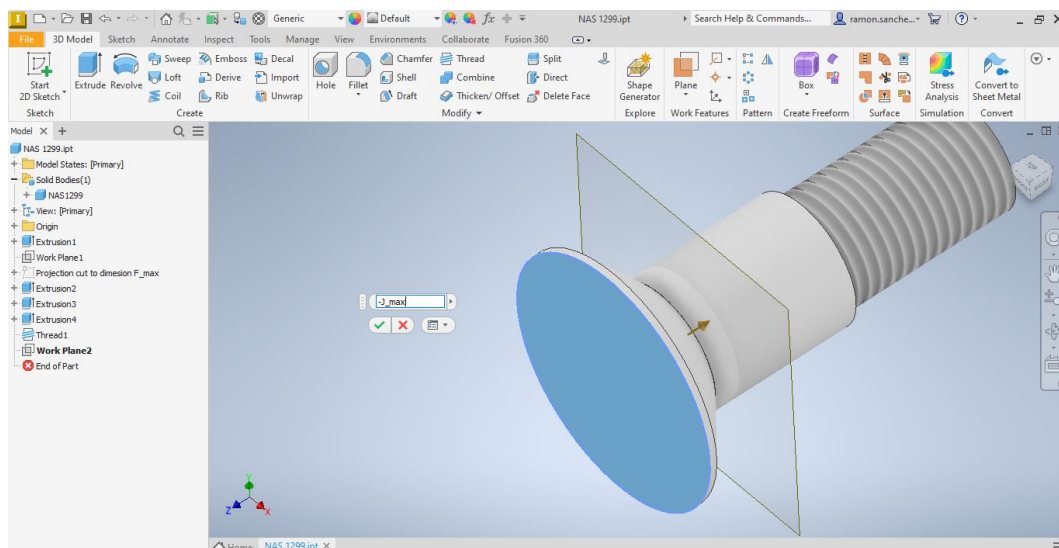 Generic Default fx NAS 1299.ipt Search Help & Commands... ramon.sanche...
File 3D Model Sketch Annotate Inspect Tools Manage View Environments Collaborate Fusion 360
Start 2D Sketch
Extrude Revolve
Sweep Emboss Decal
Loft Derive Import
Coil Rib Unwrap
Hole Fillet
Chamfer Thread Split
Shell Combine Direct
Draft Thicken/ Offset Delete Face
Shape Generator
Plane
Box
Stress Analysis
Convert to Sheet Metal
Sketch Create Modify Explore Work Features Pattern Create Freeform Surface Simulation Convert
Model
NAS 1299.ipt
Model States: [Primary]
Solid Bodies(1)
NAS1299
View: [Primary]
Origin
Extrusion1
Work Plane1
Projection cut to dimesion F_max
Extrusion2
Extrusion3
Extrusion4
Thread1
Work Plane2
End of Part
-J_max
Y
Z X
Home NAS 1299.ipt